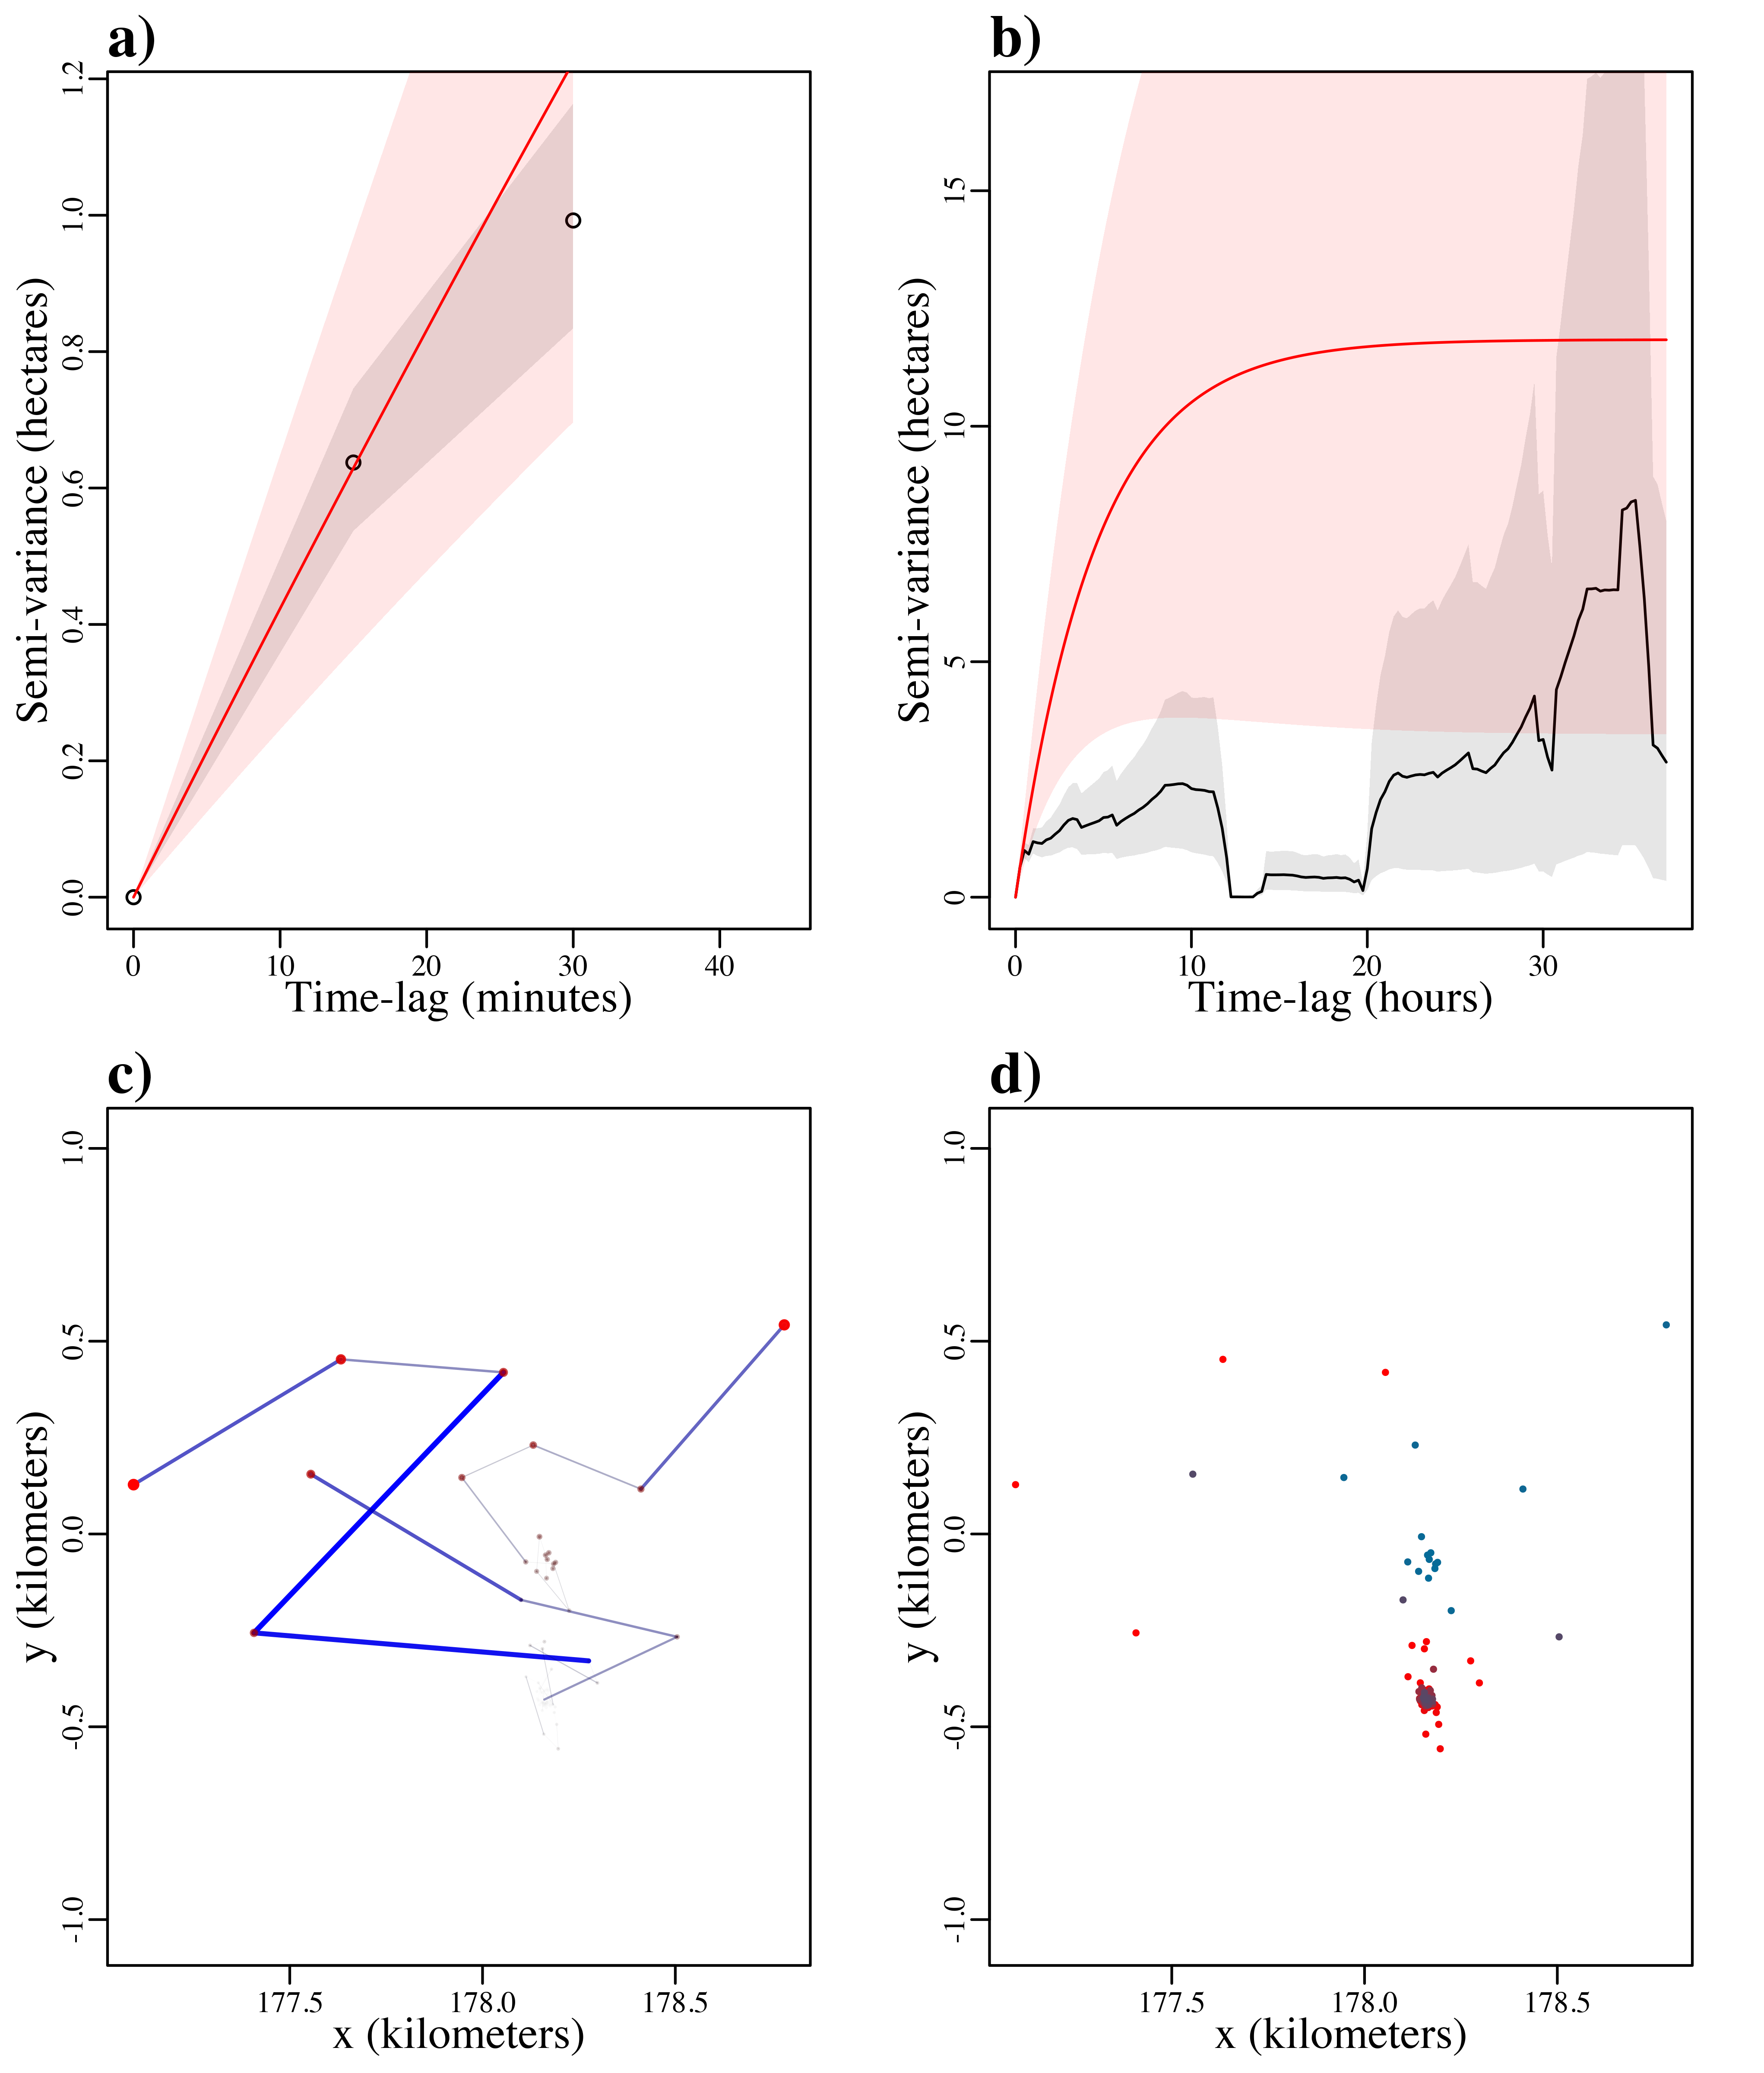 a)
Semi-variance (hectares)
0.0 0.2 0.4 0.6 0.8 1.0 1.2
0 10 20 30 40
Time-lag (minutes)
b)
Semi-variance (hectares)
0 5 10 15
0 10 20 30
Time-lag (hours)
c)
y (kilometers)
-1.0 -0.5 0.0 0.5 1.0
177.5 178.0 178.5
x (kilometers)
d)
y (kilometers)
-1.0 -0.5 0.0 0.5 1.0
177.5 178.0 178.5
x (kilometers)